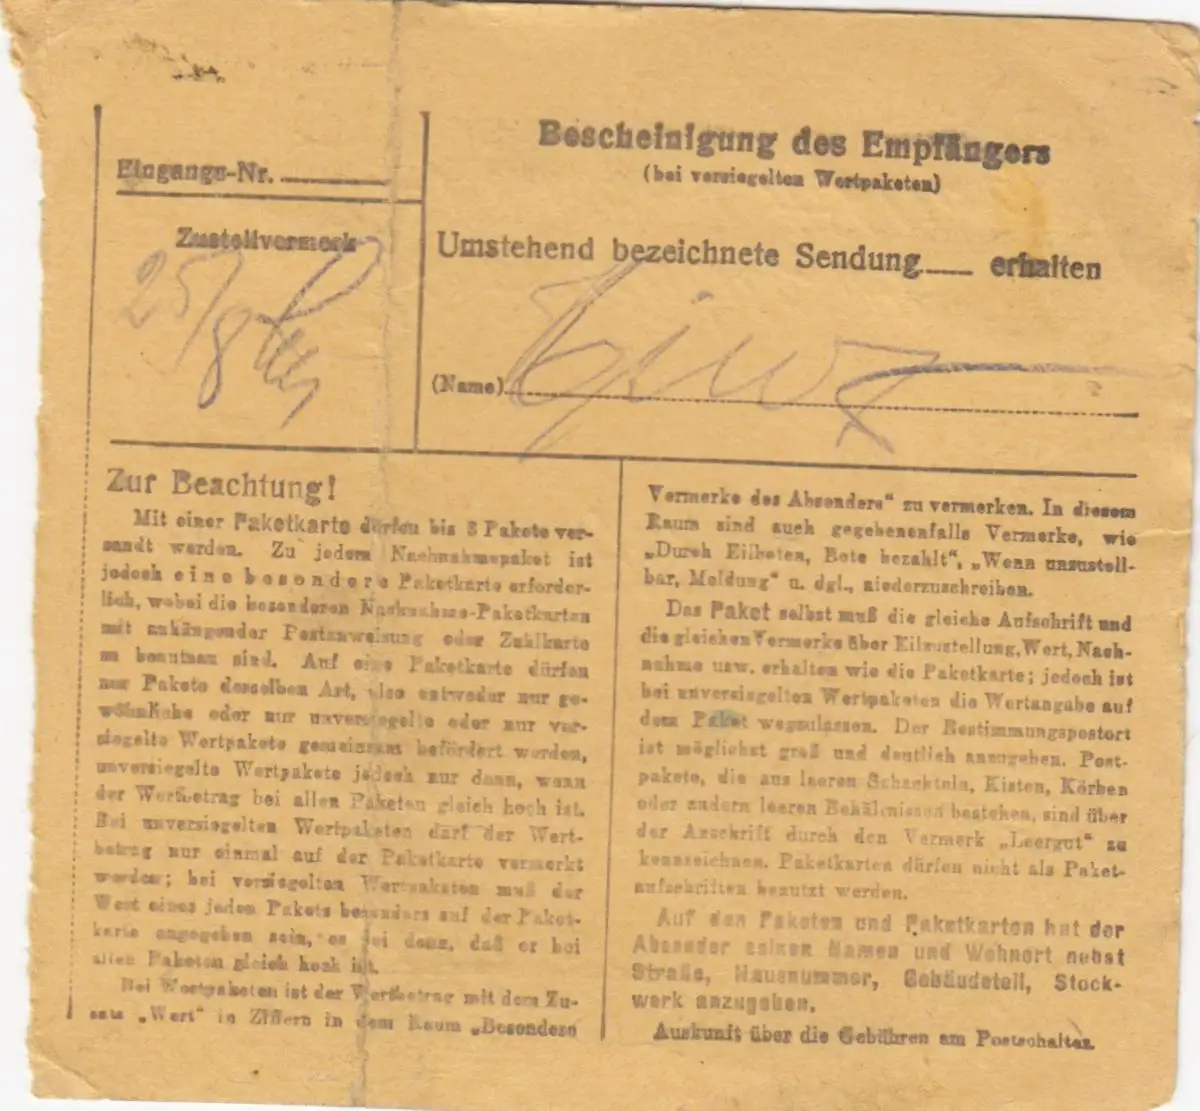 Eingangs-Nr.
Zustellvermerk
25/8
Bescheinigung des Empfängers
(bei versiegelten Wertpaketen)
Umstehend bezeichnete Sendung___ erhalten
(Name)
Zur Beachtung!
Mit einer Paketkarte dürfen bis 3 Pakete ver-
sandt werden. Zu jedem Nachnahmepaket ist
jedoch eine besondere Paketkarte erforder-
lich, wobei die besonderen Nachnahme-Paketkarten
mit anhängender Postanweisung oder Zahlkarte
zu benutzen sind. Auf eine Paketkarte dürfen
nur Pakete derselben Art, also entweder nur ge-
wöhnliche oder nur unversiegelte oder nur ver-
siegelte Wertpakete gemeinsam befördert werden,
unversiegelte Wertpakete jedoch nur dann, wenn
der Wertbetrag bei allen Paketen gleich hoch ist.
Bei unversiegelten Wertpaketen darf der Wert-
betrag nur einmal auf der Paketkarte vermerkt
werden; bei versiegelten Wertpaketen muß der
Wert eines jeden Pakets besonders auf der Paket-
karte angegeben sein, es sei denn, daß er bei
allen Paketen gleich hoch ist.
Bei Wertpaketen ist der Wertbetrag mit dem Zu-
satz „Wert" in Ziffern in dem Raum „Besondere
Vermerke des Absenders" zu vermerken. In diesem
Raum sind auch gegebenenfalls Vermerke, wie
„Durch Eilboten, Bote bezahlt", „Wenn unzustell-
bar, Meldung" u. dgl., niederzuschreiben.
Das Paket selbst muß die gleiche Aufschrift und
die gleichen Vermerke über Eilzustellung, Wert, Nach-
nahme usw. erhalten wie die Paketkarte; jedoch ist
bei unversiegelten Wertpaketen die Wertangabe auf
dem Paket wegzulassen. Der Bestimmungspostort
ist möglichst groß und deutlich anzugeben. Post-
pakete, die aus leeren Schachteln, Kisten, Körben
oder andern leeren Behältnissen bestehen, sind über
der Anschrift durch den Vermerk „Leergut" zu
kennzeichnen. Paketkarten dürfen nicht als Paket-
aufschriften benutzt werden.
Auf den Paketen und Paketkarten hat der
Absender seinen Namen und Wohnort nebst
Straße, Hausnummer, Gebäudeteil, Stock-
werk anzugeben.
Auskunft über die Gebühren am Postschalter.